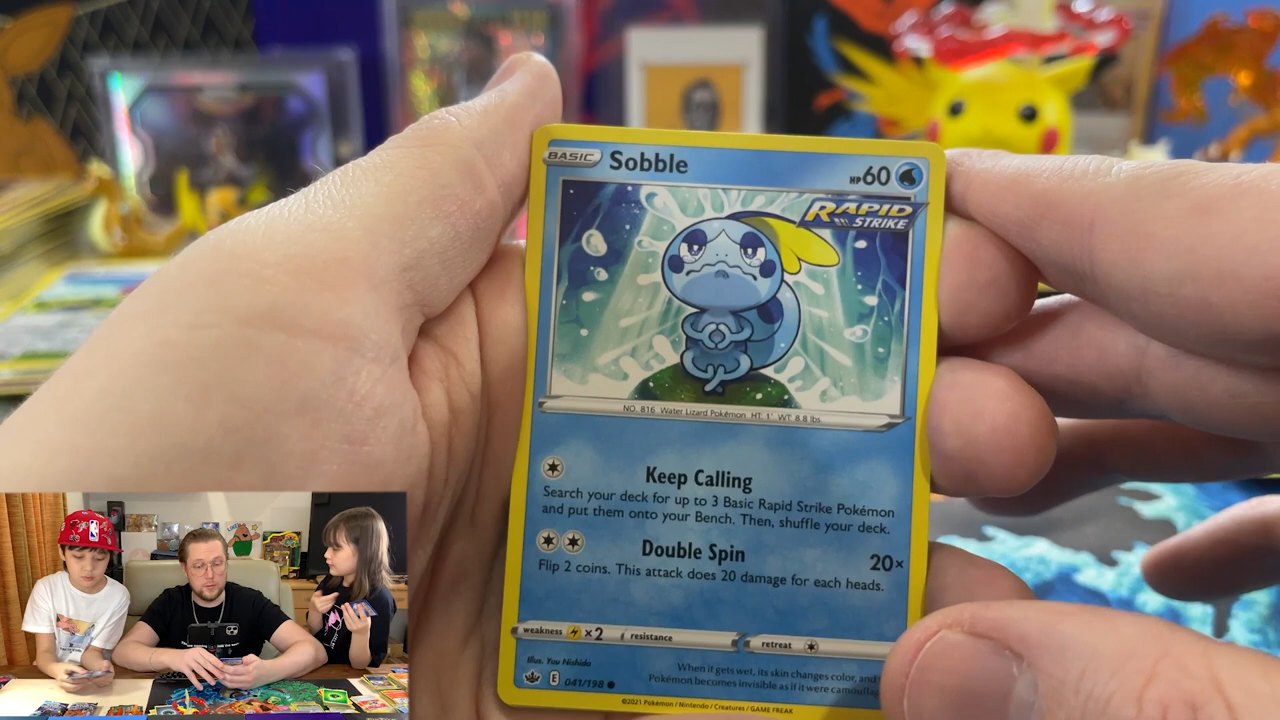 BASIC Sobble HP60
RAPID
STRIKE
NO. 816 Water Lizard Pokémon HT: 1' WT: 8.8 lbs.
Keep Calling
Search your deck for up to 3 Basic Rapid Strike Pokémon
and put them onto your Bench. Then, shuffle your deck.
Double Spin 20×
Flip 2 coins. This attack does 20 damage for each heads.
weakness ×2 resistance retreat
Illus. Yuu Nishida
E 041/198
When it gets wet, its skin changes color, and
Pokémon becomes invisible as if it were
©2021 Pokémon / Nintendo / Creatures / GAME FREAK